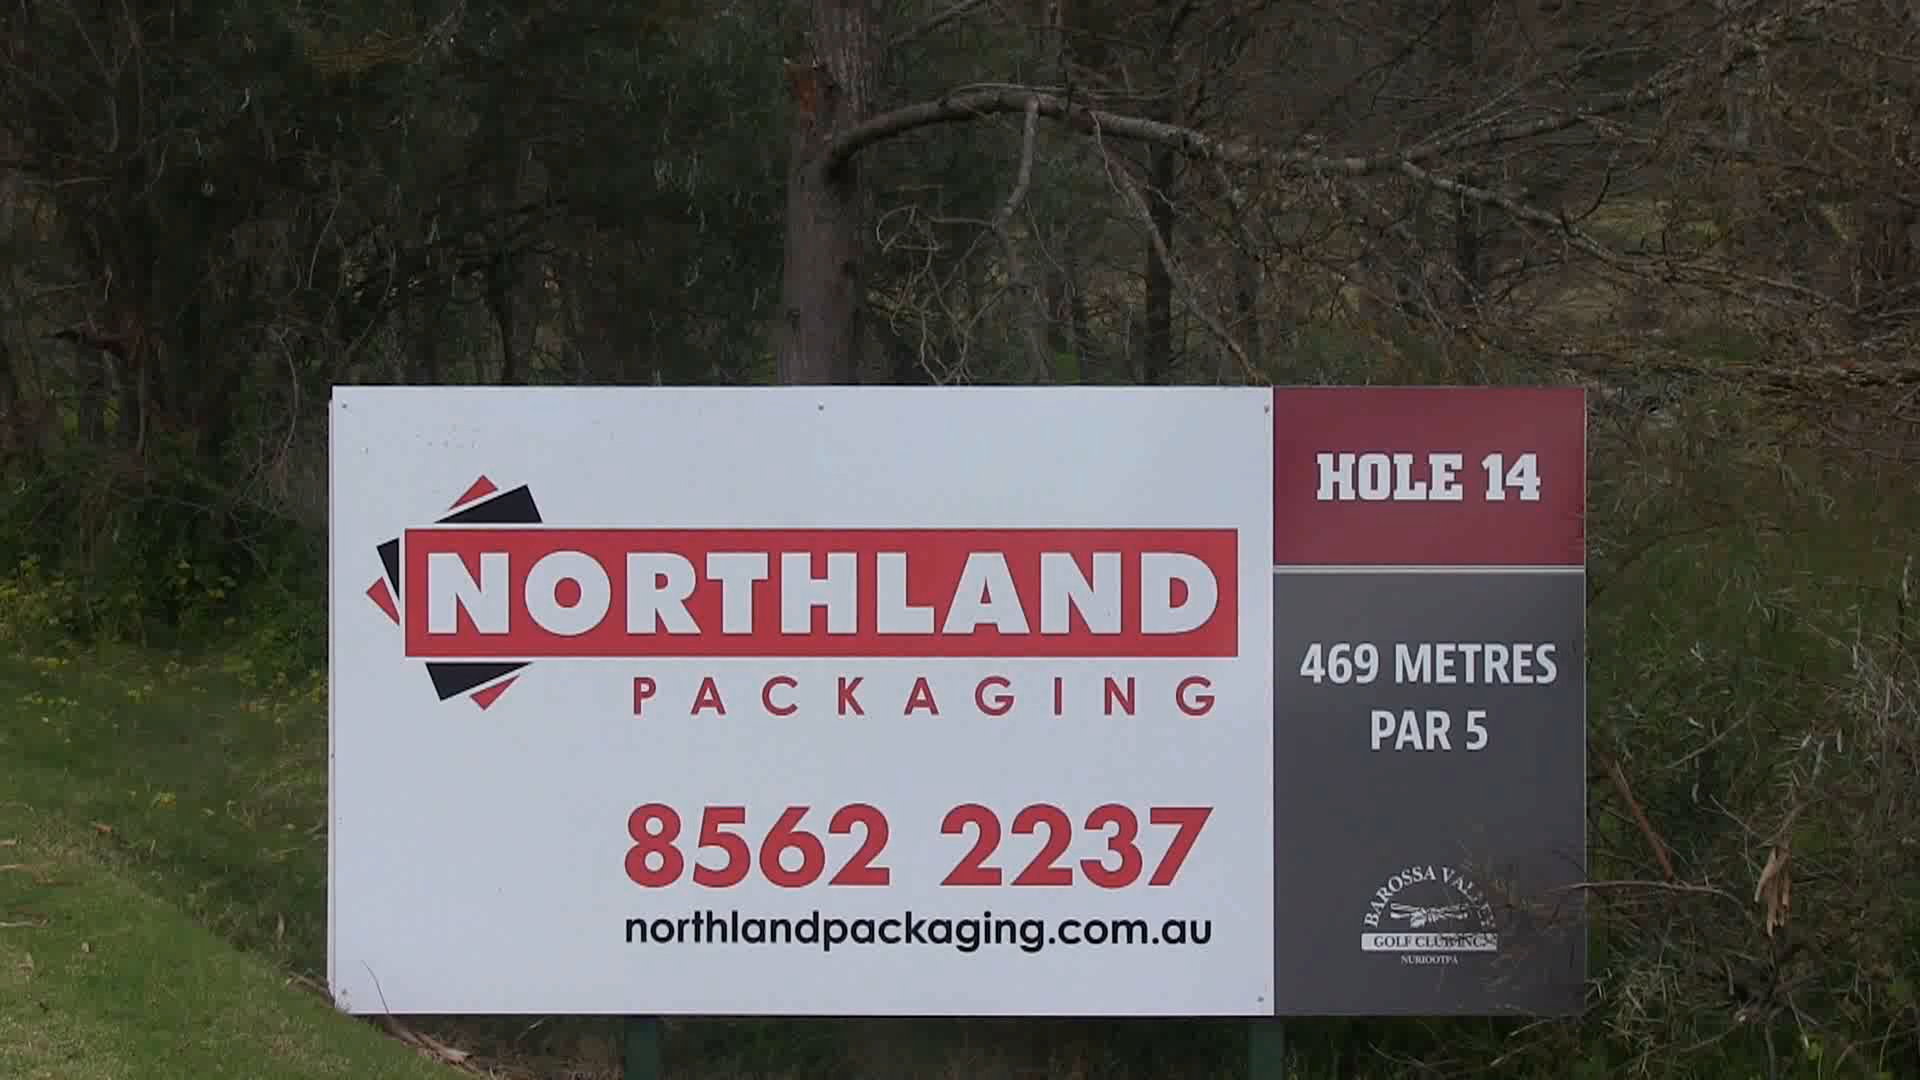 NORTHLAND
PACKAGING
8562 2237
northlandpackaging.com.au
HOLE 14
469 METRES
PAR 5
BAROSSA VALLEY
GOLF CLUB INC.
NURIOOTPA